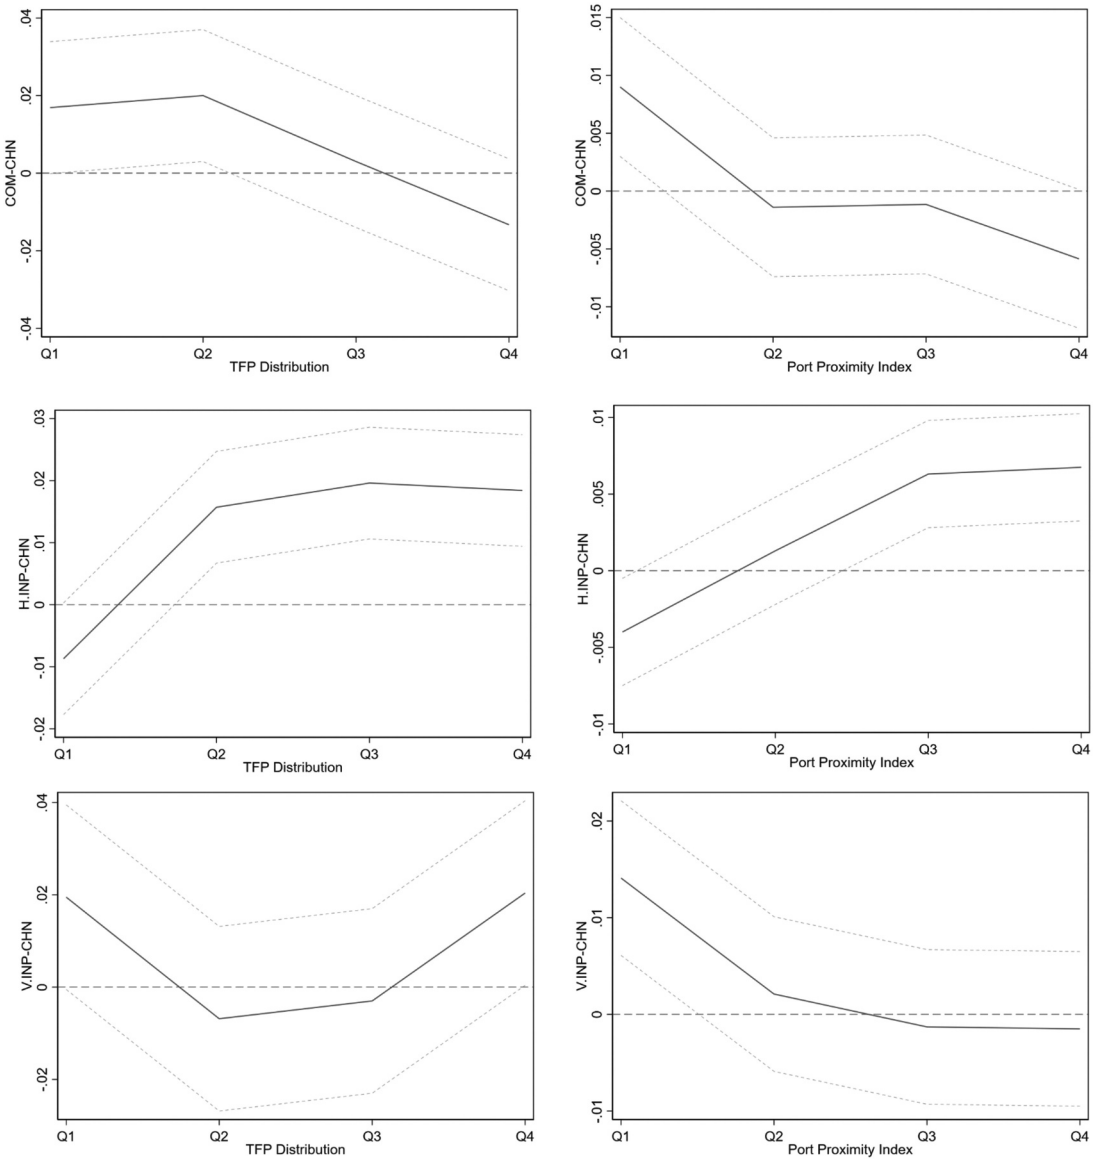 .04
.02
0
-.02
-.04
COM-CHN
Q1 Q2 Q3 Q4
TFP Distribution
.015
.01
.005
0
-.005
-.01
COM-CHN
Q1 Q2 Q3 Q4
Port Proximity Index
.03
.02
.01
0
-.01
-.02
H.INP-CHN
Q1 Q2 Q3 Q4
TFP Distribution
.01
.005
0
-.005
-.01
H.INP-CHN
Q1 Q2 Q3 Q4
Port Proximity Index
.04
.02
0
-.02
V.INP-CHN
Q1 Q2 Q3 Q4
TFP Distribution
.02
.01
0
-.01
V.INP-CHN
Q1 Q2 Q3 Q4
Port Proximity Index